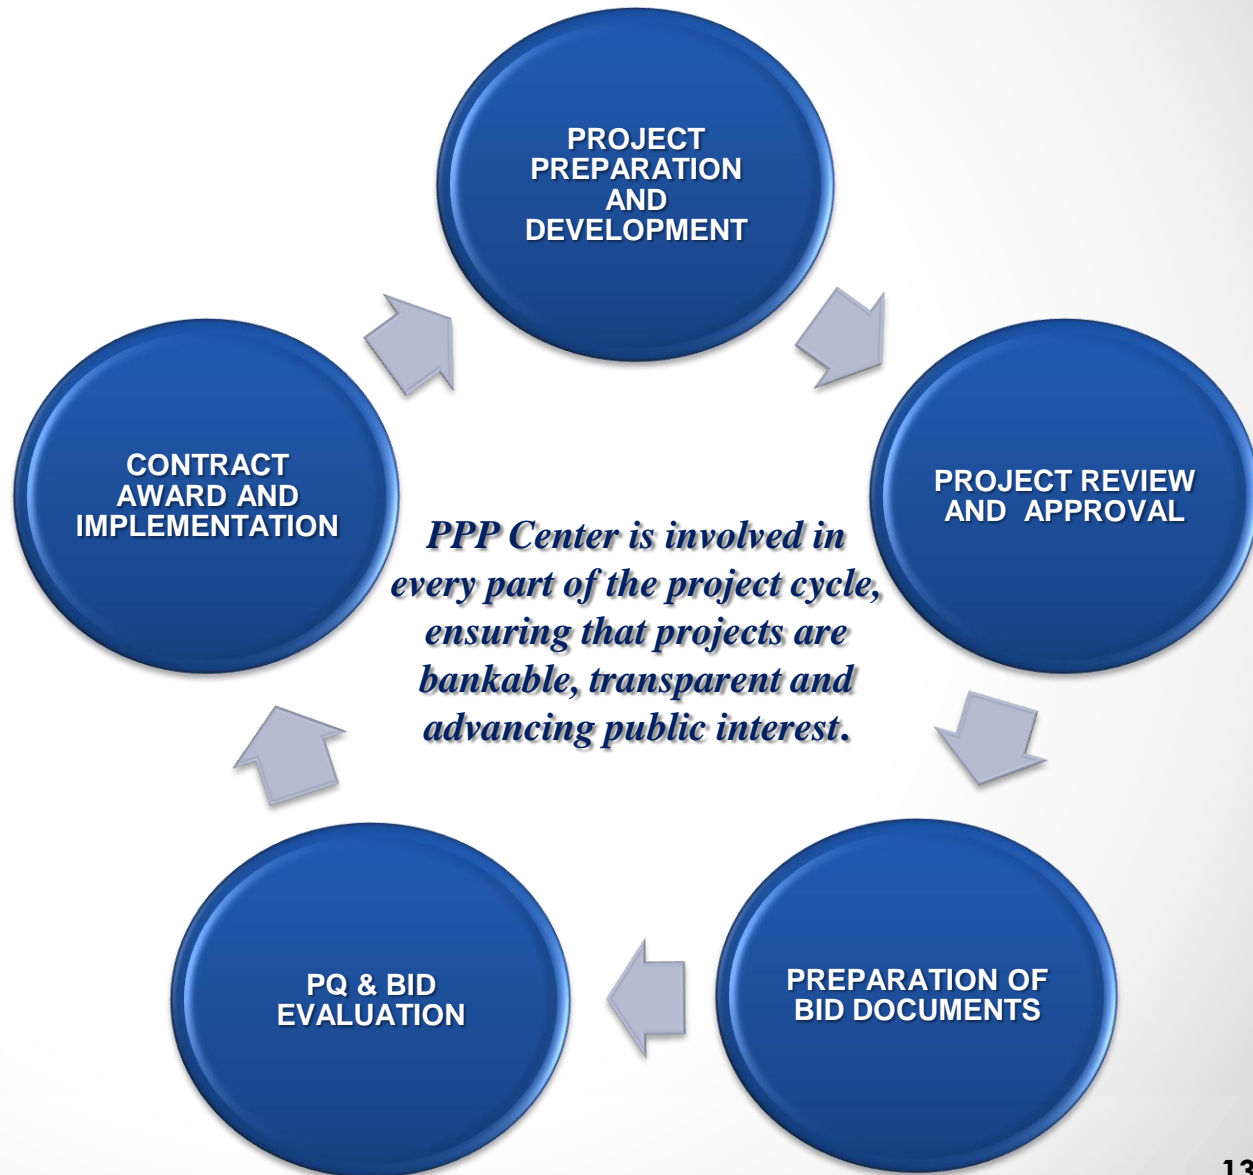 PROJECT
PREPARATION
AND
DEVELOPMENT
PROJECT REVIEW
AND APPROVAL
PREPARATION OF
BID DOCUMENTS
PQ & BID
EVALUATION
CONTRACT
AWARD AND
IMPLEMENTATION
PPP Center is involved in
every part of the project cycle,
ensuring that projects are
bankable, transparent and
advancing public interest.
13